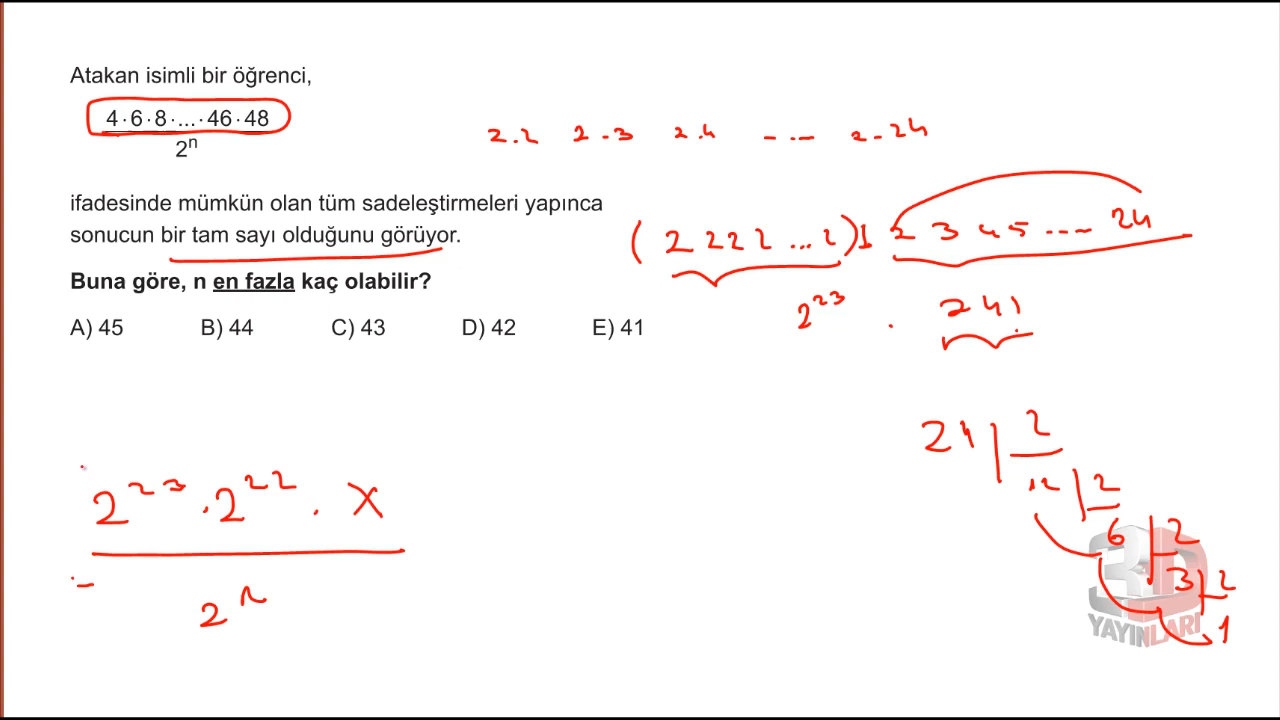 Atakan isimli bir öğrenci,
4 · 6 · 8 · ... · 46 · 48
2ⁿ
2.2 2.3 2.4 ----- 2-24
ifadesinde mümkün olan tüm sadeleştirmeleri yapınca
sonucun bir tam sayı olduğunu görüyor.
(2 2 2 2 ... 2) 1 2 3 4 5 ---- 24
Buna göre, n en fazla kaç olabilir?
2²³ . 24!
A) 45 B) 44 C) 43 D) 42 E) 41
24 | 2
12 | 2
6 | 2
3 | 2
1
2²³ . 2²² . X
2ⁿ
3D
YAYINLARI